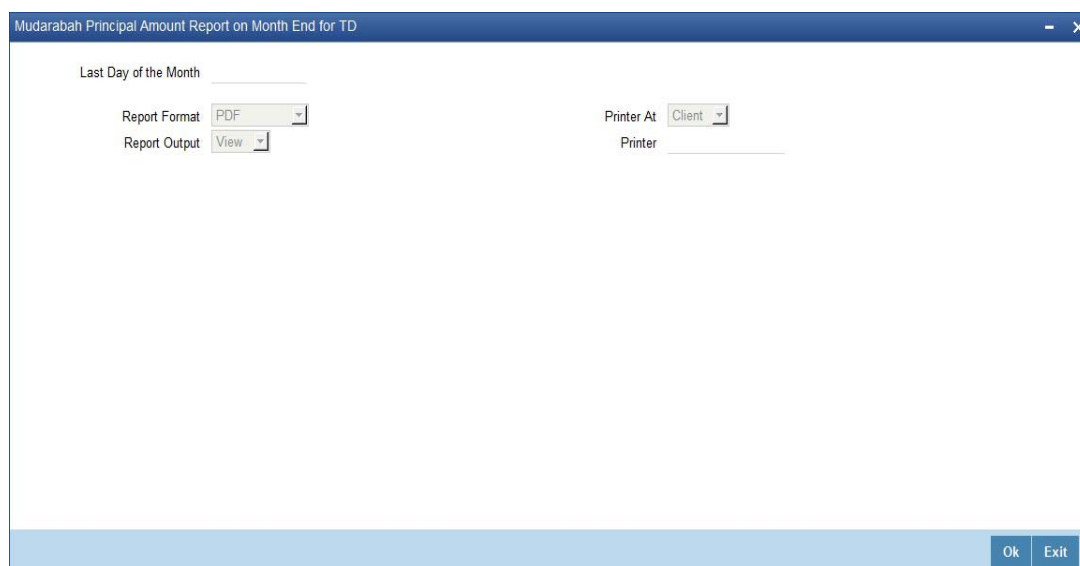 Mudarabah Principal Amount Report on Month End for TD
Last Day of the Month
Report Format PDF Printer At Client
Report Output View Printer
Ok Exit